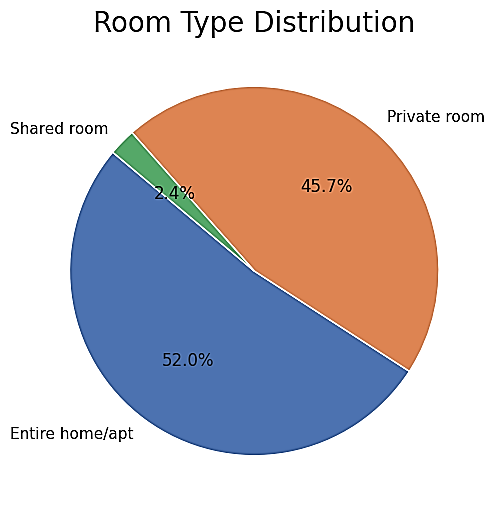 Room Type Distribution
Private room
Shared room
45.7%
2.4%
52.0%
Entire home/apt